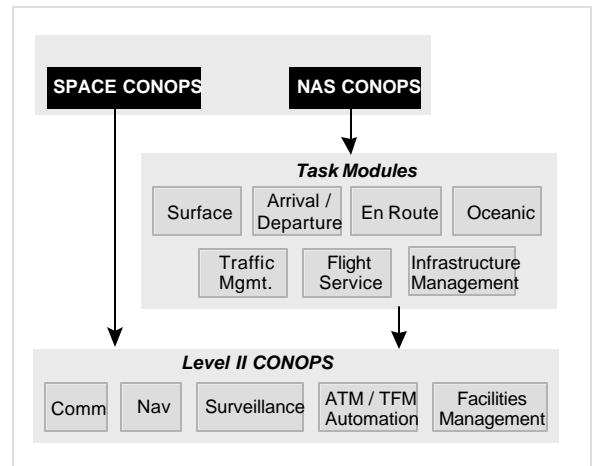 SPACE CONOPS
NAS CONOPS
Task Modules
Surface
Arrival /
Departure
En Route
Oceanic
Traffic
Mgmt.
Flight
Service
Infrastructure
Management
Level II CONOPS
Comm
Nav
Surveillance
ATM / TFM
Automation
Facilities
Management